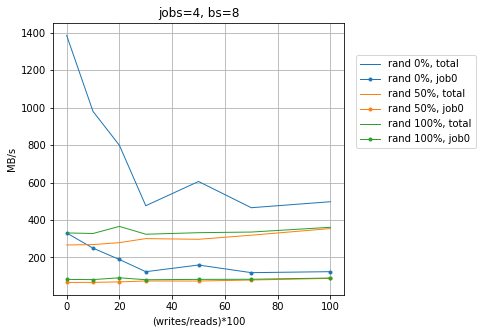 jobs=4, bs=8
1400
1200
1000
800
600
400
200
MB/s
0 20 40 60 80 100
(writes/reads)*100
rand 0%, total
rand 0%, job0
rand 50%, total
rand 50%, job0
rand 100%, total
rand 100%, job0